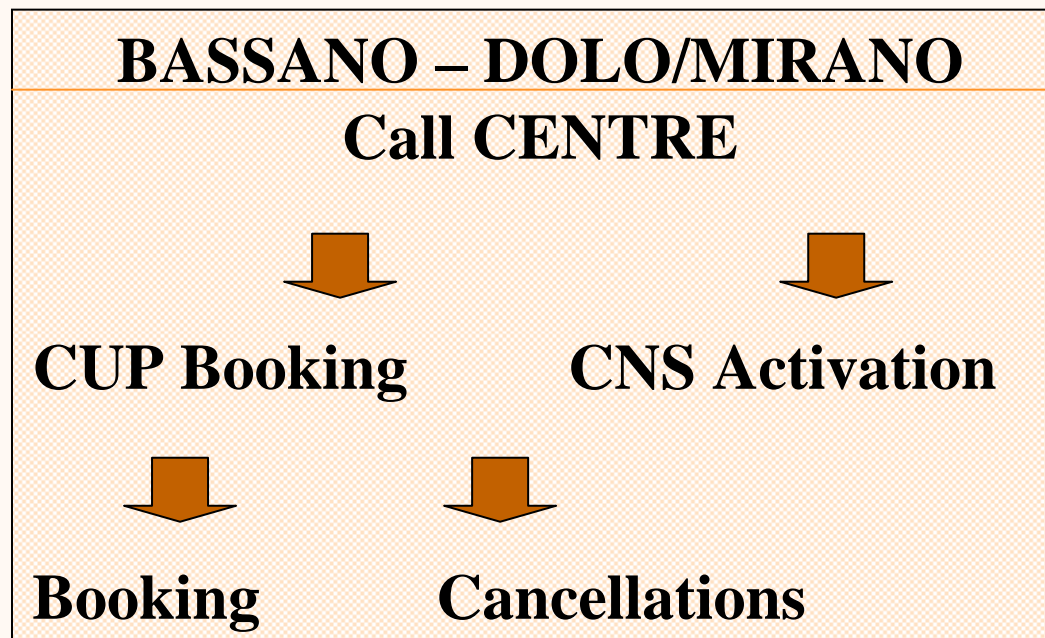 BASSANO – DOLO/MIRANO
Call CENTRE
CUP Booking CNS Activation
Booking Cancellations